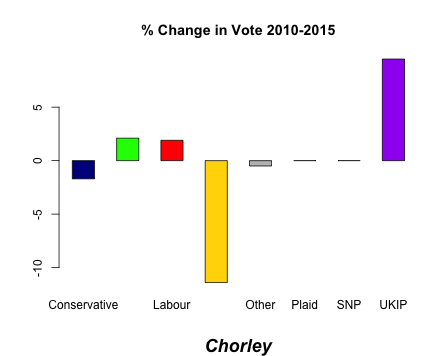 % Change in Vote 2010-2015
5
0
-5
-10
Conservative Labour Other Plaid SNP UKIP
Chorley